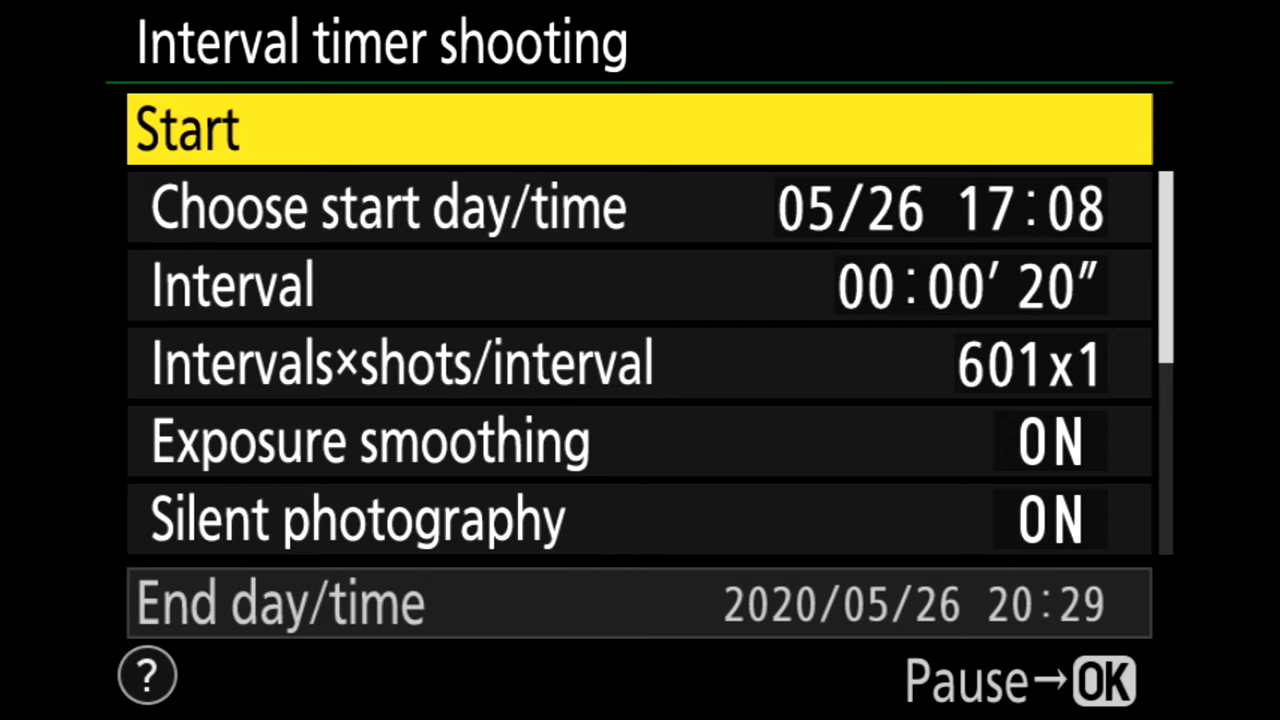 Interval timer shooting
Start
Choose start day/time 05/26 17:08
Interval 00:00′ 20″
Intervals×shots/interval 601x1
Exposure smoothing ON
Silent photography ON
End day/time 2020/05/26 20:29
? Pause→OK